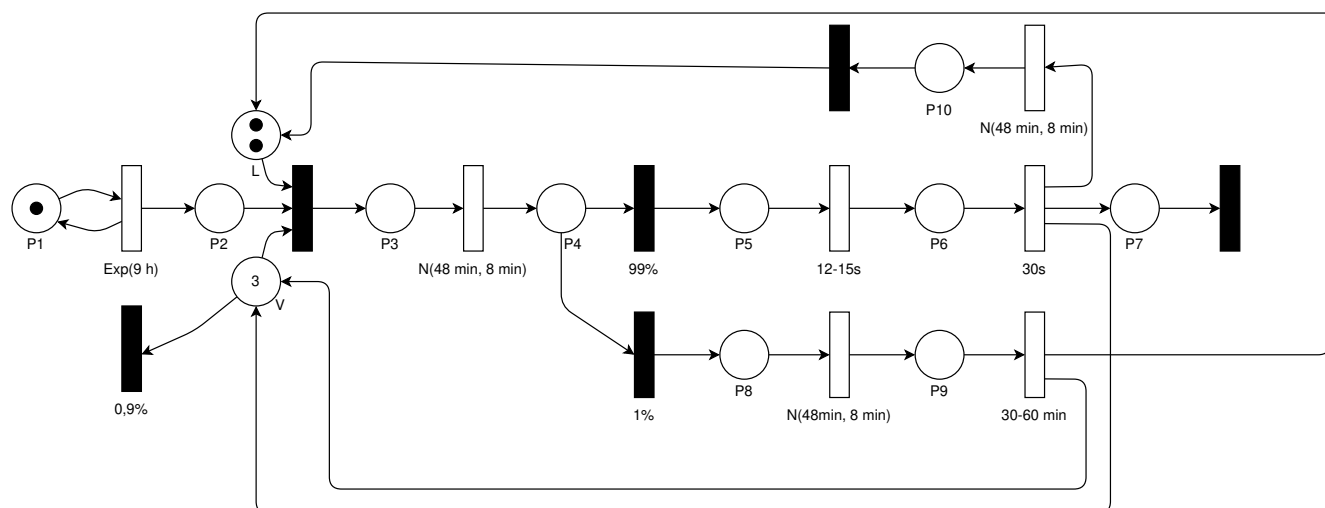 P10
N(48 min, 8 min)
L
P1
Exp(9 h)
P2
P3
N(48 min, 8 min)
P4
99%
P5
12-15s
P6
30s
P7
3
V
0,9%
1%
P8
N(48min, 8 min)
P9
30-60 min